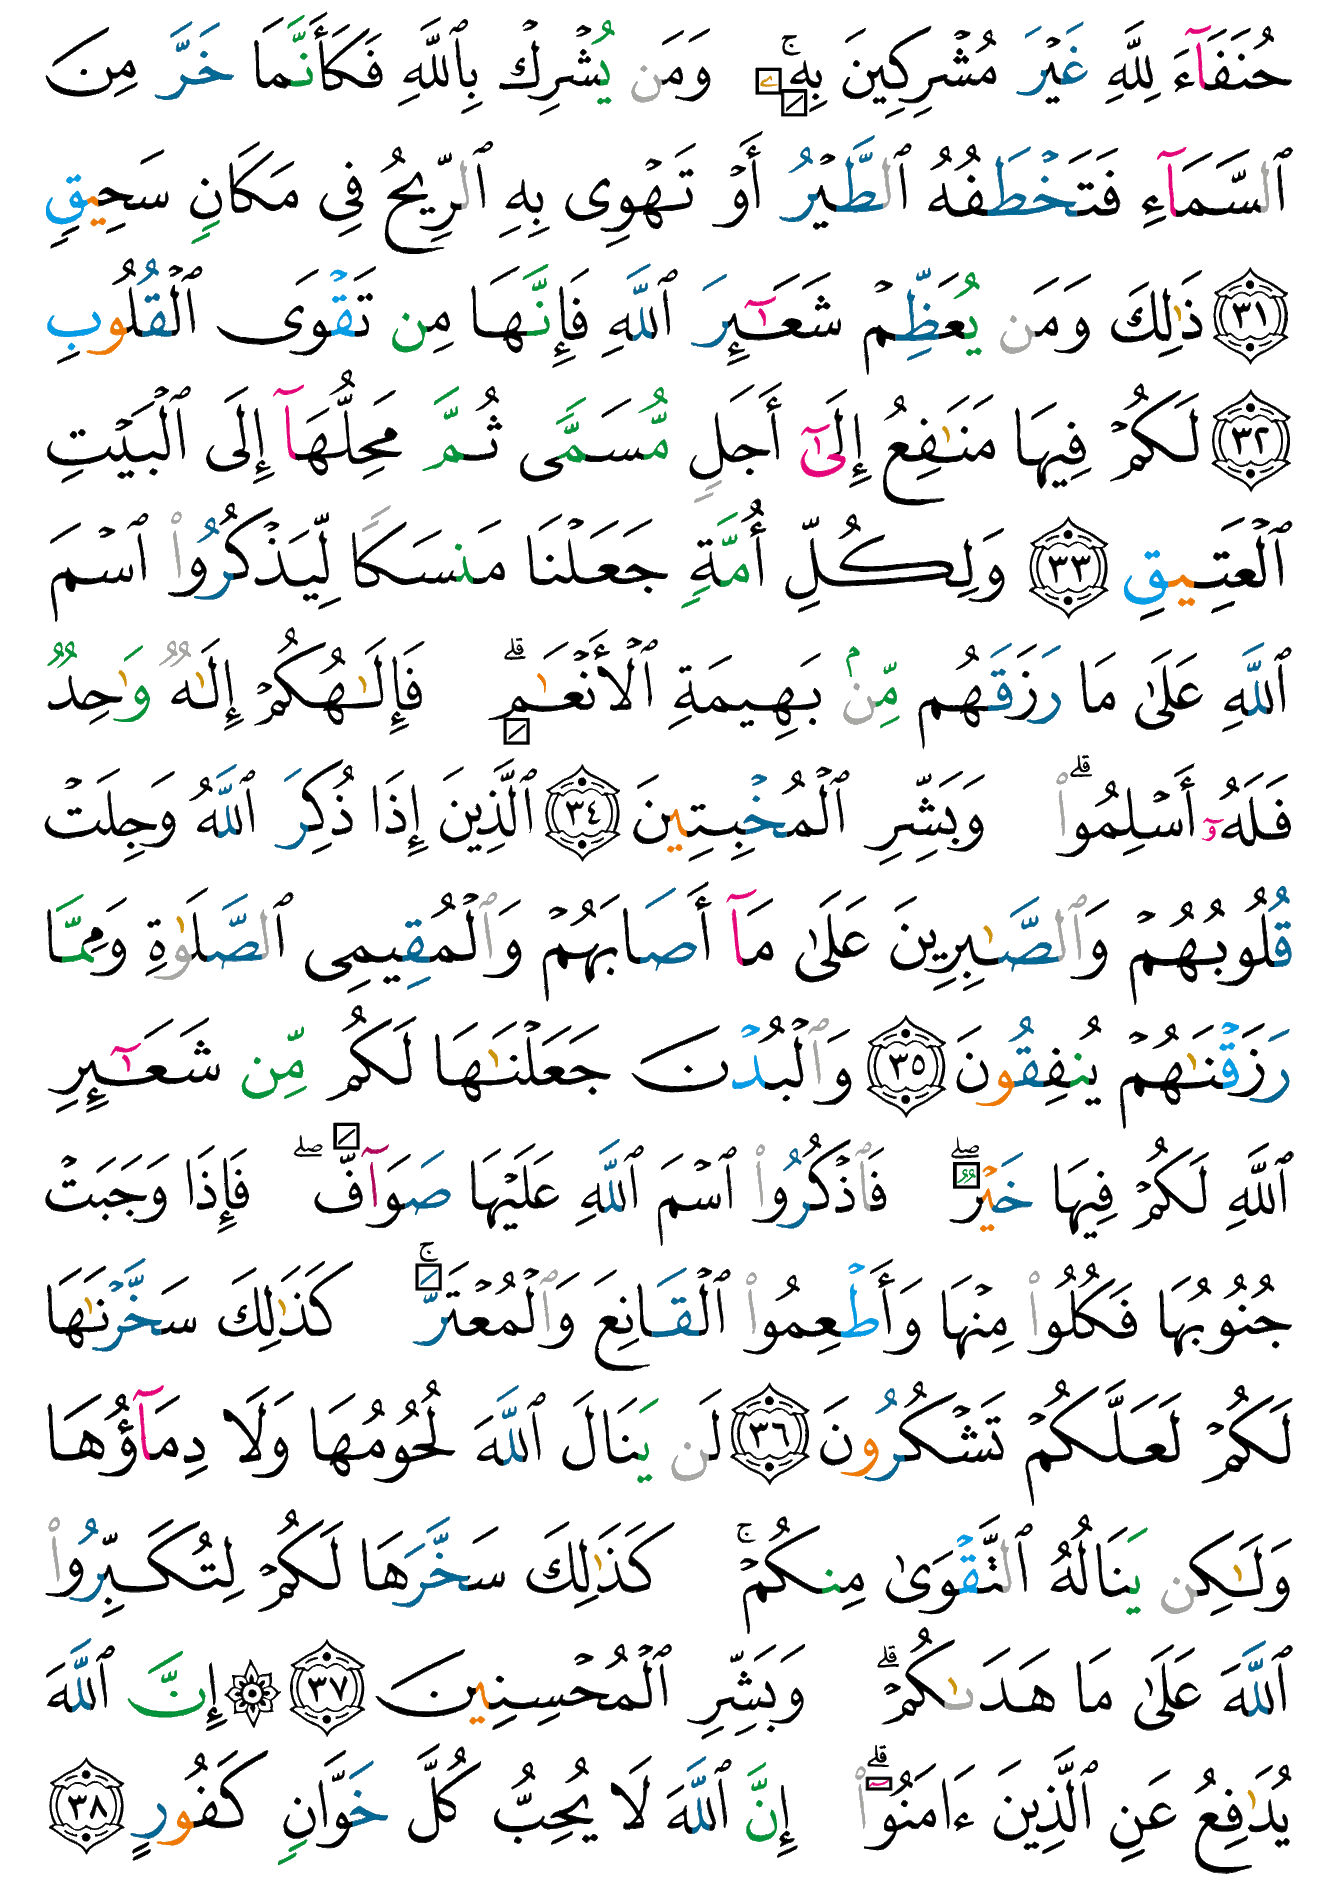 حُنَفَآءَ لِلَّهِ غَيْرَ مُشْرِكِينَ بِهِۦۚ وَمَن يُشْرِكْ بِٱللَّهِ فَكَأَنَّمَا خَرَّ مِنَ
ٱلسَّمَآءِ فَتَخْطَفُهُ ٱلطَّيْرُ أَوْ تَهْوِى بِهِ ٱلرِّيحُ فِى مَكَانٍ سَحِيقٍ
٣١ ذَٰلِكَ وَمَن يُعَظِّمْ شَعَـٰٓئِرَ ٱللَّهِ فَإِنَّهَا مِن تَقْوَى ٱلْقُلُوبِ
٣٢ لَكُمْ فِيهَا مَنَـٰفِعُ إِلَىٰٓ أَجَلٍ مُّسَمًّى ثُمَّ مَحِلُّهَآ إِلَى ٱلْبَيْتِ
ٱلْعَتِيقِ ٣٣ وَلِكُلِّ أُمَّةٍ جَعَلْنَا مَنسَكًا لِّيَذْكُرُوا۟ ٱسْمَ
ٱللَّهِ عَلَىٰ مَا رَزَقَهُم مِّنۢ بَهِيمَةِ ٱلْأَنْعَـٰمِۗ فَإِلَـٰهُكُمْ إِلَـٰهٌ وَٰحِدٌ
فَلَهُۥٓ أَسْلِمُوا۟ۗ وَبَشِّرِ ٱلْمُخْبِتِينَ ٣٤ ٱلَّذِينَ إِذَا ذُكِرَ ٱللَّهُ وَجِلَتْ
قُلُوبُهُمْ وَٱلصَّـٰبِرِينَ عَلَىٰ مَآ أَصَابَهُمْ وَٱلْمُقِيمِى ٱلصَّلَوٰةِ وَمِمَّا
رَزَقْنَـٰهُمْ يُنفِقُونَ ٣٥ وَٱلْبُدْنَ جَعَلْنَـٰهَا لَكُم مِّن شَعَـٰٓئِرِ
ٱللَّهِ لَكُمْ فِيهَا خَيْرٌۖ فَٱذْكُرُوا۟ ٱسْمَ ٱللَّهِ عَلَيْهَا صَوَآفَّۖ فَإِذَا وَجَبَتْ
جُنُوبُهَا فَكُلُوا۟ مِنْهَا وَأَطْعِمُوا۟ ٱلْقَانِعَ وَٱلْمُعْتَرَّۚ كَذَٰلِكَ سَخَّرْنَـٰهَا
لَكُمْ لَعَلَّكُمْ تَشْكُرُونَ ٣٦ لَن يَنَالَ ٱللَّهَ لُحُومُهَا وَلَا دِمَآؤُهَا
وَلَـٰكِن يَنَالُهُ ٱلتَّقْوَىٰ مِنكُمْۚ كَذَٰلِكَ سَخَّرَهَا لَكُمْ لِتُكَبِّرُوا۟
ٱللَّهَ عَلَىٰ مَا هَدَىٰكُمْۗ وَبَشِّرِ ٱلْمُحْسِنِينَ ٣٧ ۞ إِنَّ ٱللَّهَ
يُدَٰفِعُ عَنِ ٱلَّذِينَ ءَامَنُوٓا۟ۗ إِنَّ ٱللَّهَ لَا يُحِبُّ كُلَّ خَوَّانٍ كَفُورٍ ٣٨